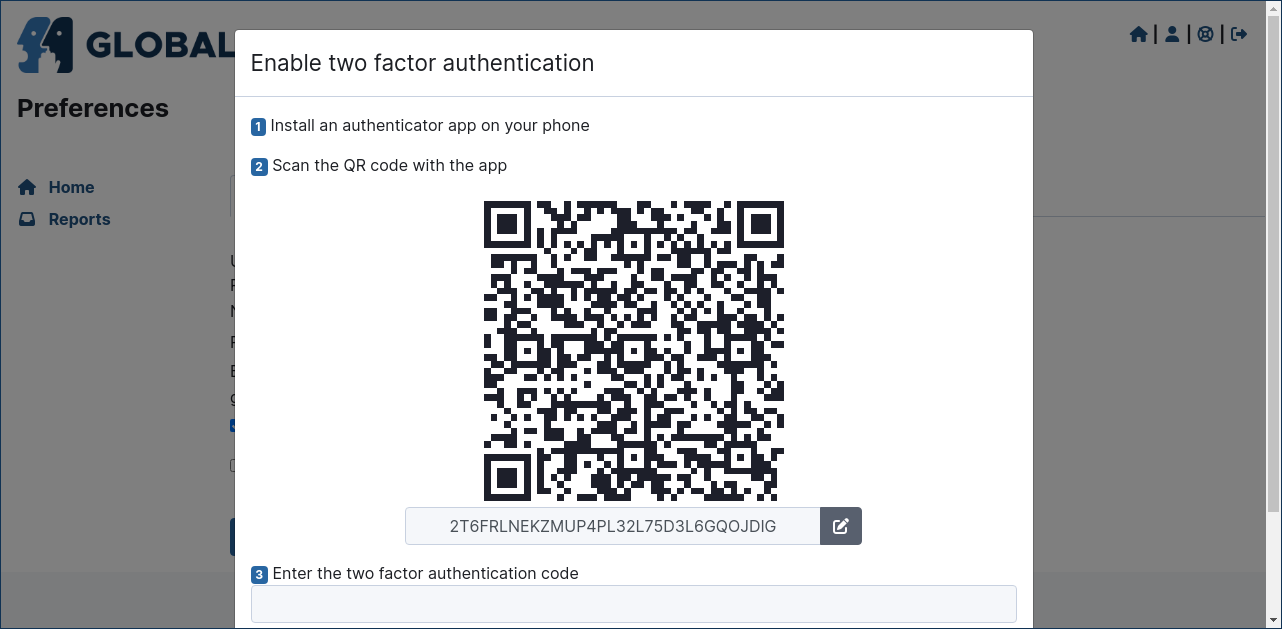 GLOBAL
Preferences
Home
Reports
Enable two factor authentication
1 Install an authenticator app on your phone
2 Scan the QR code with the app
2T6FRLNEKZMUP4PL32L75D3L6GQOJDIG
3 Enter the two factor authentication code